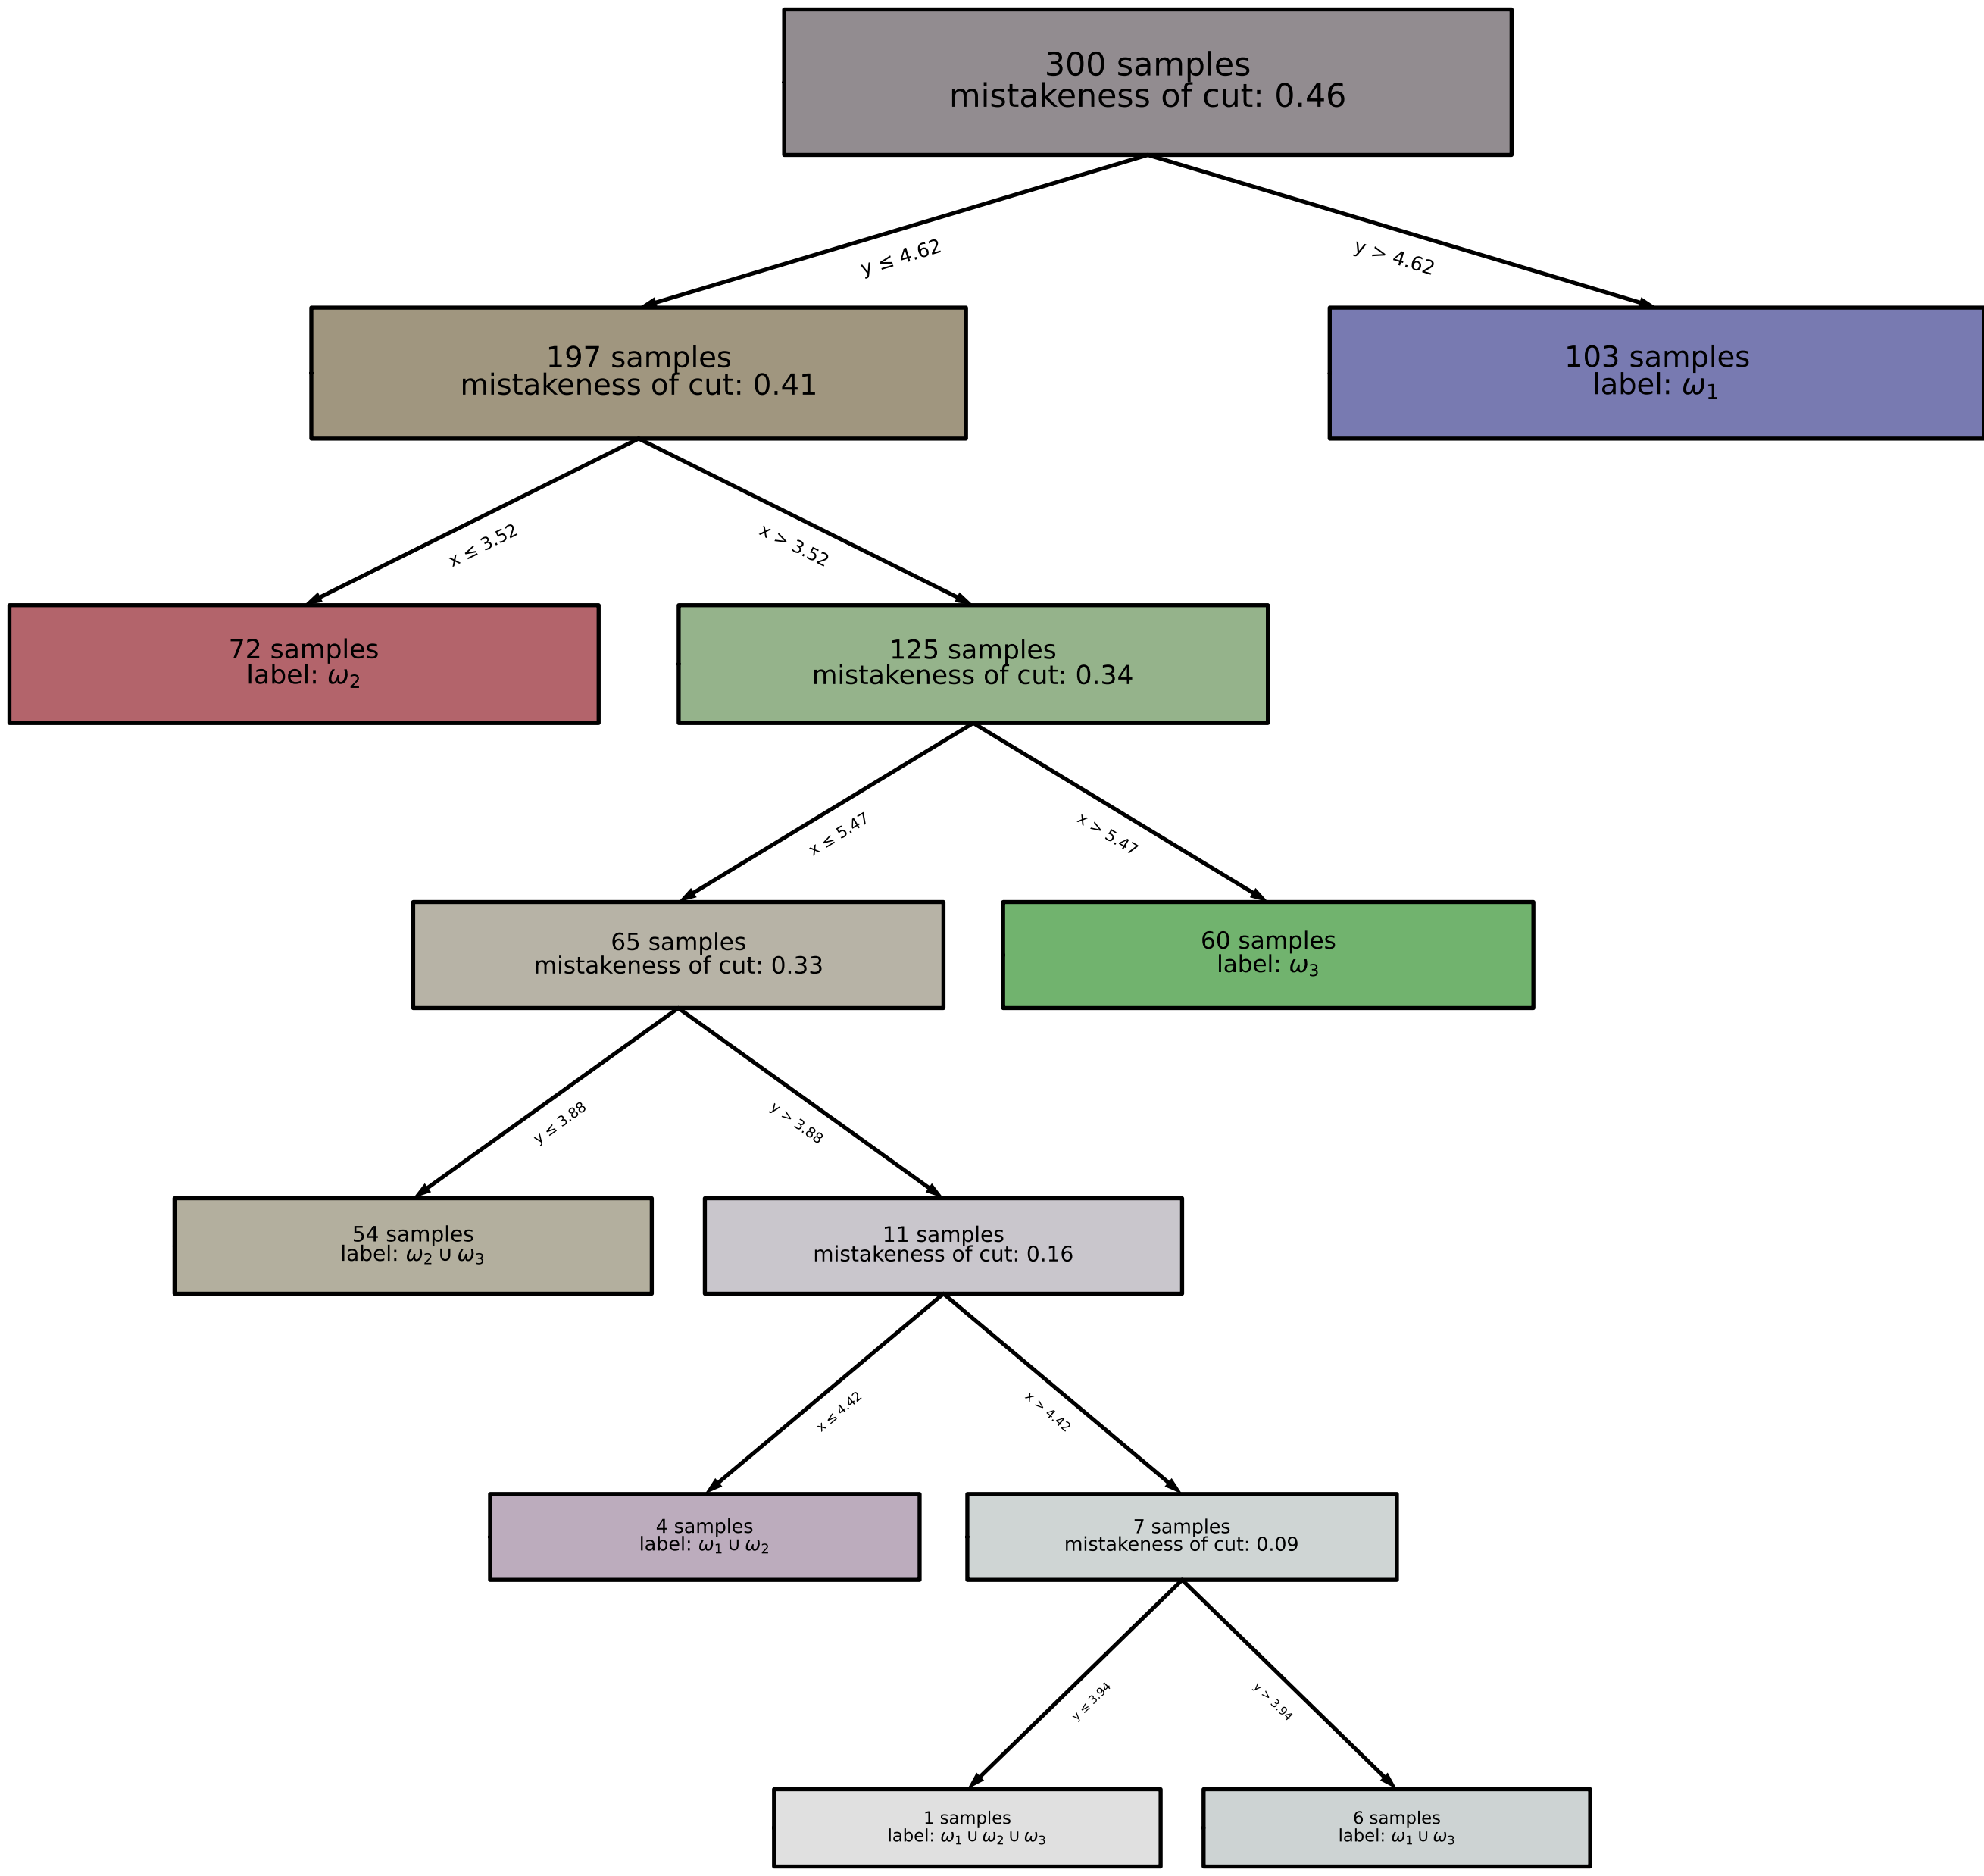 300 samples
mistakeness of cut: 0.46
y ≤ 4.62
y > 4.62
197 samples
mistakeness of cut: 0.41
103 samples
label: ω₁
x ≤ 3.52
x > 3.52
72 samples
label: ω₂
125 samples
mistakeness of cut: 0.34
x ≤ 5.47
x > 5.47
65 samples
mistakeness of cut: 0.33
60 samples
label: ω₃
y ≤ 3.88
y > 3.88
54 samples
label: ω₂ ∪ ω₃
11 samples
mistakeness of cut: 0.16
x ≤ 4.42
x > 4.42
4 samples
label: ω₁ ∪ ω₂
7 samples
mistakeness of cut: 0.09
y ≤ 3.94
y > 3.94
1 samples
label: ω₁ ∪ ω₂ ∪ ω₃
6 samples
label: ω₁ ∪ ω₃